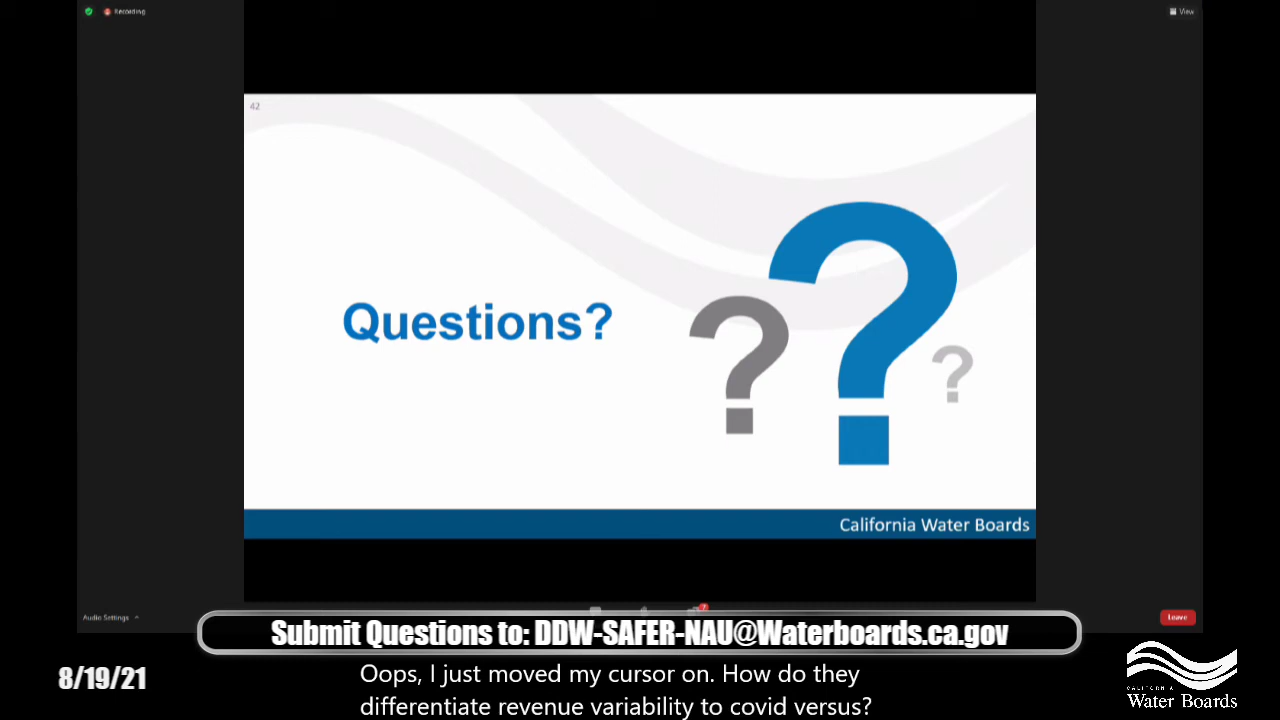 Recording
View
42
Questions?
? ? ?
California Water Boards
Audio Settings
7
Leave
Submit Questions to: DDW-SAFER-NAU@Waterboards.ca.gov
8/19/21
Oops, I just moved my cursor on. How do they
differentiate revenue variability to covid versus?
CALIFORNIA
Water Boards